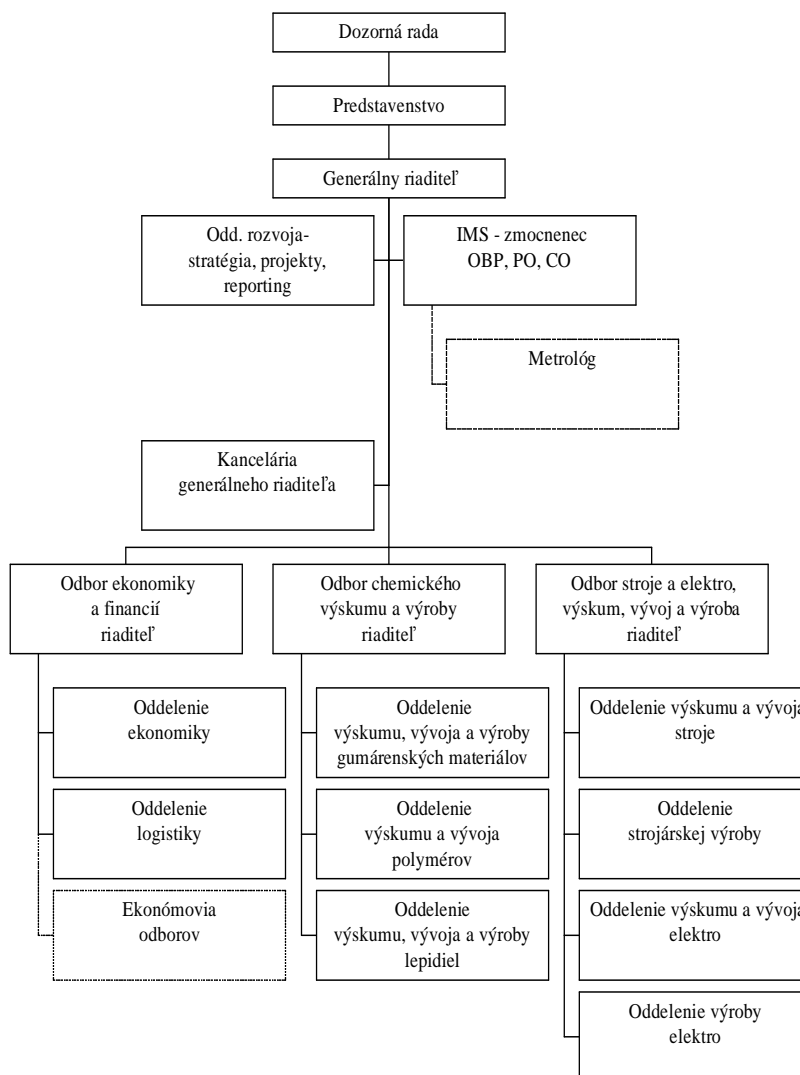 Dozorná rada
Predstavenstvo
Generálny riaditeľ
Odd. rozvoja-
stratégia, projekty,
reporting
IMS - zmocnenec
OBP, PO, CO
Metrológ
Kancelária
generálneho riaditeľa
Odbor ekonomiky
a financií
riaditeľ
Oddelenie
ekonomiky
Oddelenie
logistiky
Ekonómovia
odborov
Odbor chemického
výskumu a výroby
riaditeľ
Oddelenie
výskumu, vývoja a výroby
gumárenských materiálov
Oddelenie
výskumu a vývoja
polymérov
Oddelenie
výskumu, vývoja a výroby
lepidiel
Odbor stroje a elektro,
výskum, vývoj a výroba
riaditeľ
Oddelenie výskumu a vývoja
stroje
Oddelenie
strojárskej výroby
Oddelenie výskumu a vývoja
elektro
Oddelenie výroby
elektro